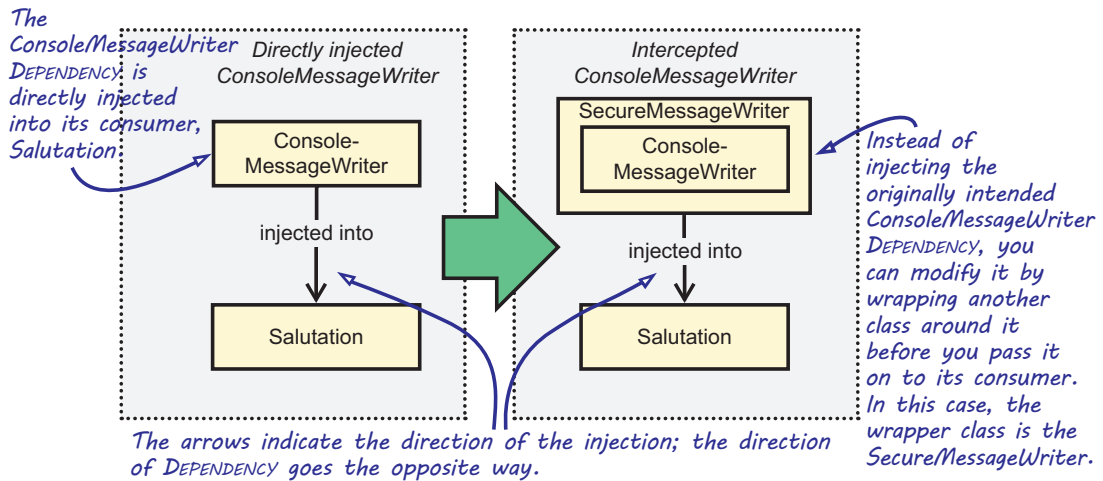 The
ConsoleMessageWriter
DEPENDENCY is
directly injected
into its consumer,
Salutation
Directly injected
ConsoleMessageWriter
Console-
MessageWriter
injected into
Salutation
Intercepted
ConsoleMessageWriter
SecureMessageWriter
Console-
MessageWriter
injected into
Salutation
Instead of
injecting the
originally intended
ConsoleMessageWriter
DEPENDENCY, you
can modify it by
wrapping another
class around it
before you pass it
on to its consumer.
In this case, the
wrapper class is the
SecureMessageWriter.
The arrows indicate the direction of the injection; the direction
of DEPENDENCY goes the opposite way.